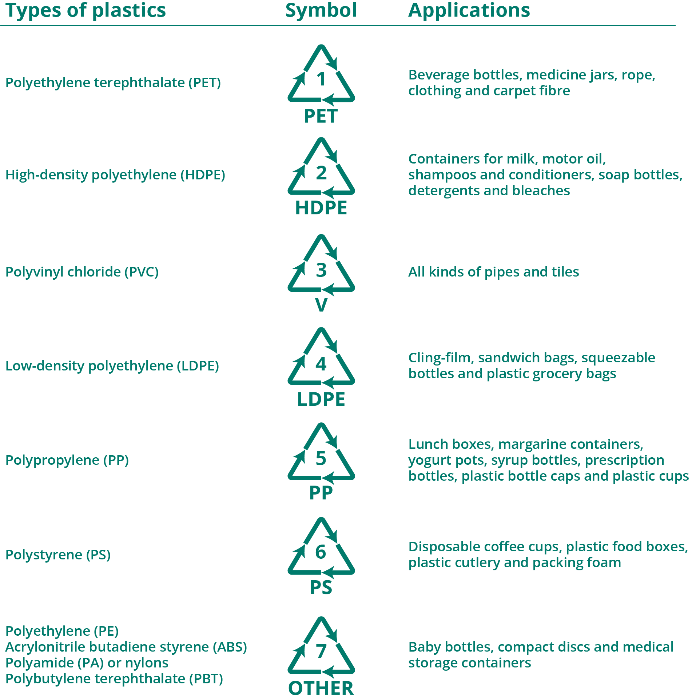 Types of plastics Symbol Applications
Polyethylene terephthalate (PET)
1
PET
Beverage bottles, medicine jars, rope,
clothing and carpet fibre
High-density polyethylene (HDPE)
2
HDPE
Containers for milk, motor oil,
shampoos and conditioners, soap bottles,
detergents and bleaches
Polyvinyl chloride (PVC)
3
V
All kinds of pipes and tiles
Low-density polyethylene (LDPE)
4
LDPE
Cling-film, sandwich bags, squeezable
bottles and plastic grocery bags
Polypropylene (PP)
5
PP
Lunch boxes, margarine containers,
yogurt pots, syrup bottles, prescription
bottles, plastic bottle caps and plastic cups
Polystyrene (PS)
6
PS
Disposable coffee cups, plastic food boxes,
plastic cutlery and packing foam
Polyethylene (PE)
Acrylonitrile butadiene styrene (ABS)
Polyamide (PA) or nylons
Polybutylene terephthalate (PBT)
7
OTHER
Baby bottles, compact discs and medical
storage containers